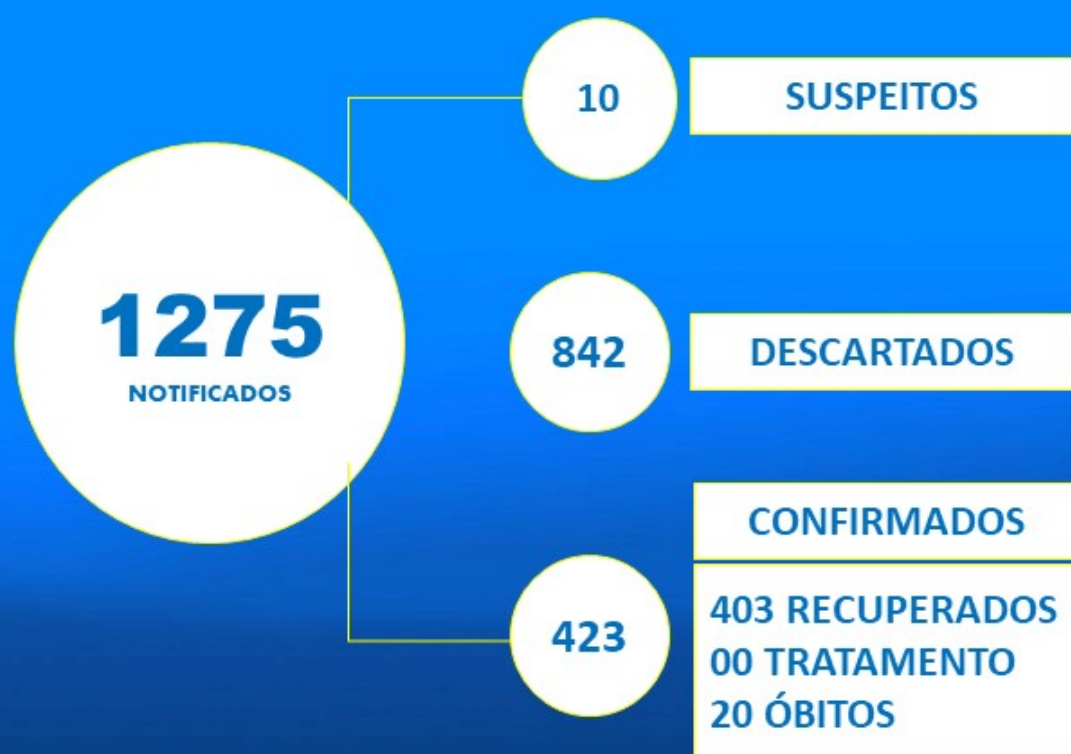 1275
NOTIFICADOS
10
SUSPEITOS
842
DESCARTADOS
423
CONFIRMADOS
403 RECUPERADOS
00 TRATAMENTO
20 ÓBITOS